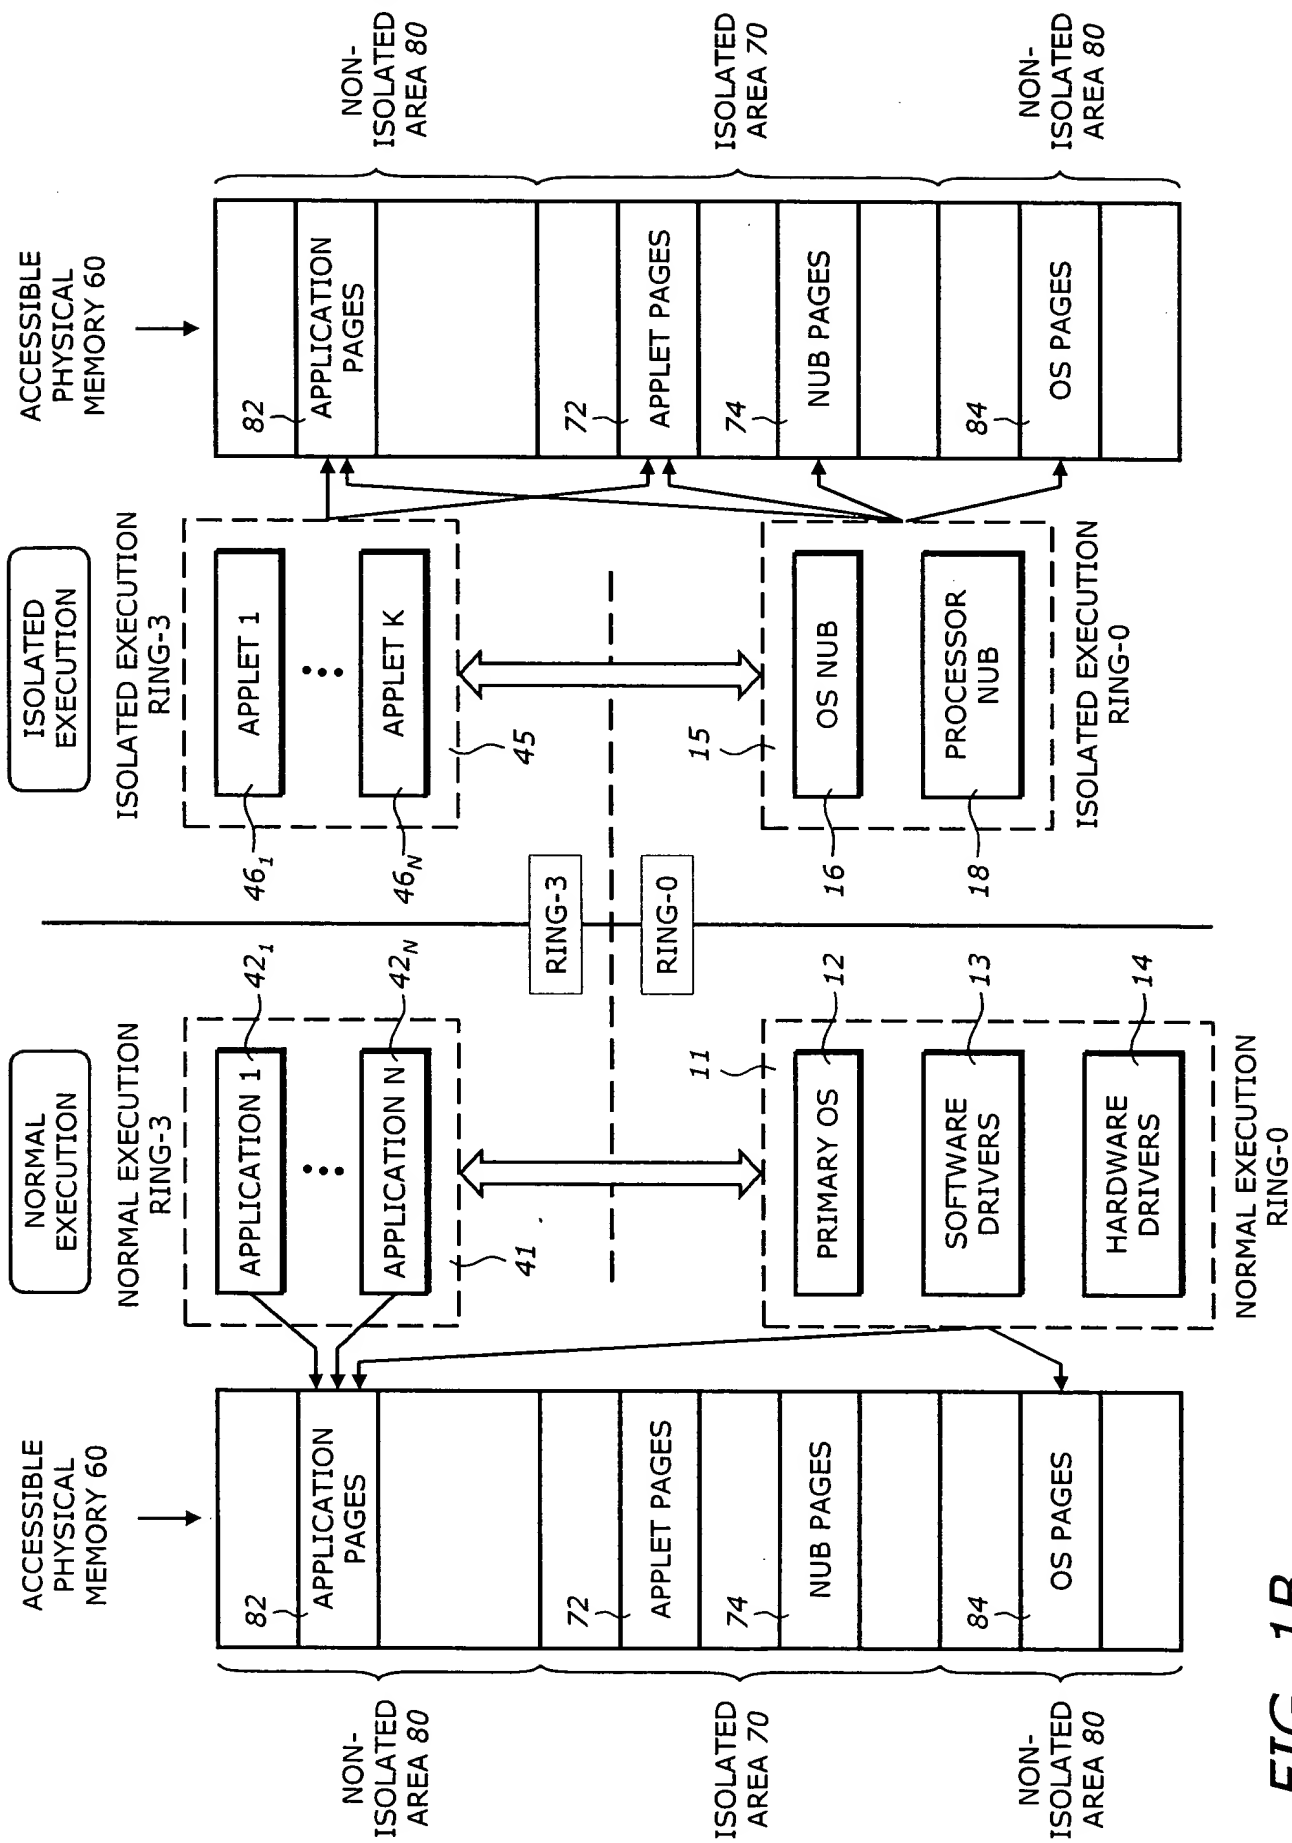 ACCESSIBLE
PHYSICAL
MEMORY 60
NORMAL
EXECUTION
ISOLATED
EXECUTION
ACCESSIBLE
PHYSICAL
MEMORY 60
NON-
ISOLATED
AREA 80
82
APPLICATION
PAGES
ISOLATED
AREA 70
72
APPLET PAGES
74
NUB PAGES
NON-
ISOLATED
AREA 80
84
OS PAGES
NORMAL EXECUTION
RING-3
APPLICATION 1
42₁
APPLICATION N
42N
41
11
PRIMARY OS
12
SOFTWARE
DRIVERS
13
HARDWARE
DRIVERS
14
NORMAL EXECUTION
RING-0
RING-3
RING-0
ISOLATED EXECUTION
RING-3
46₁
APPLET 1
46N
APPLET K
45
15
16
OS NUB
18
PROCESSOR
NUB
ISOLATED EXECUTION
RING-0
82
APPLICATION
PAGES
NON-
ISOLATED
AREA 80
72
APPLET PAGES
74
NUB PAGES
ISOLATED
AREA 70
84
OS PAGES
NON-
ISOLATED
AREA 80
FIG. 1B